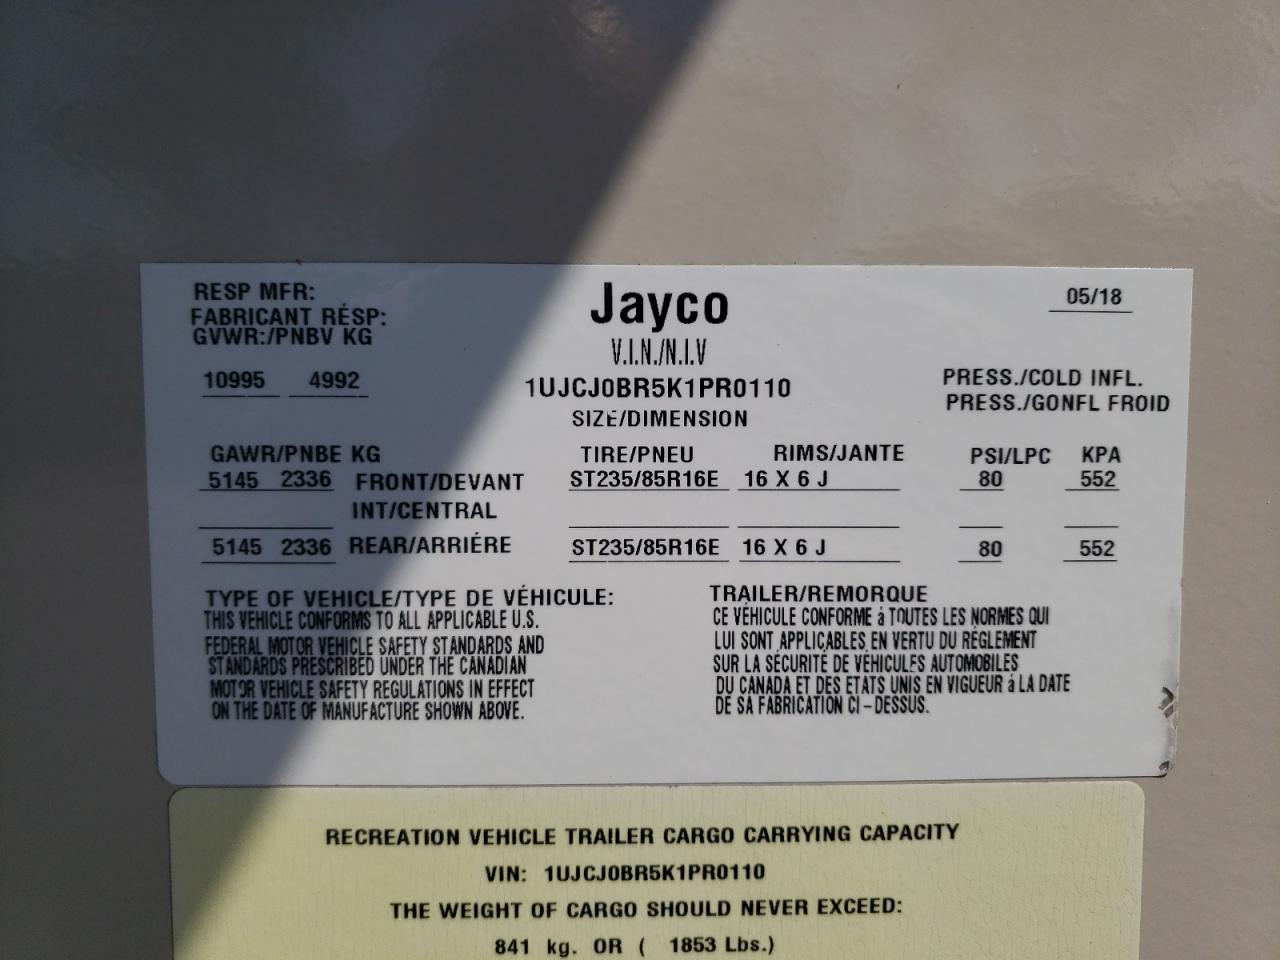 RESP MFR:
FABRICANT RÉSP:
GVWR:/PNBV KG
10995 4992
Jayco
V.I.N./N.I.V
1UJCJ0BR5K1PR0110
SIZE/DIMENSION
05/18
PRESS./COLD INFL.
PRESS./GONFL FROID
GAWR/PNBE KG TIRE/PNEU RIMS/JANTE PSI/LPC KPA
5145 2336 FRONT/DEVANT ST235/85R16E 16 X 6 J 80 552
INT/CENTRAL
5145 2336 REAR/ARRIÉRE ST235/85R16E 16 X 6 J 80 552
TYPE OF VEHICLE/TYPE DE VÉHICULE:
THIS VEHICLE CONFORMS TO ALL APPLICABLE U.S.
FEDERAL MOTOR VEHICLE SAFETY STANDARDS AND
STANDARDS PRESCRIBED UNDER THE CANADIAN
MOTOR VEHICLE SAFETY REGULATIONS IN EFFECT
ON THE DATE OF MANUFACTURE SHOWN ABOVE.
TRAILER/REMORQUE
CE VÉHICULE CONFORME á TOUTES LES NORMES QUI
LUI SONT APPLICABLES EN VERTU DU RÉGLEMENT
SUR LA SÉCURITÉ DE VÉHICULES AUTOMOBILES
DU CANADA ET DES ETATS UNIS EN VIGUEUR á LA DATE
DE SA FABRICATION CI-DESSUS.
RECREATION VEHICLE TRAILER CARGO CARRYING CAPACITY
VIN: 1UJCJ0BR5K1PR0110
THE WEIGHT OF CARGO SHOULD NEVER EXCEED:
841 kg. OR ( 1853 Lbs.)